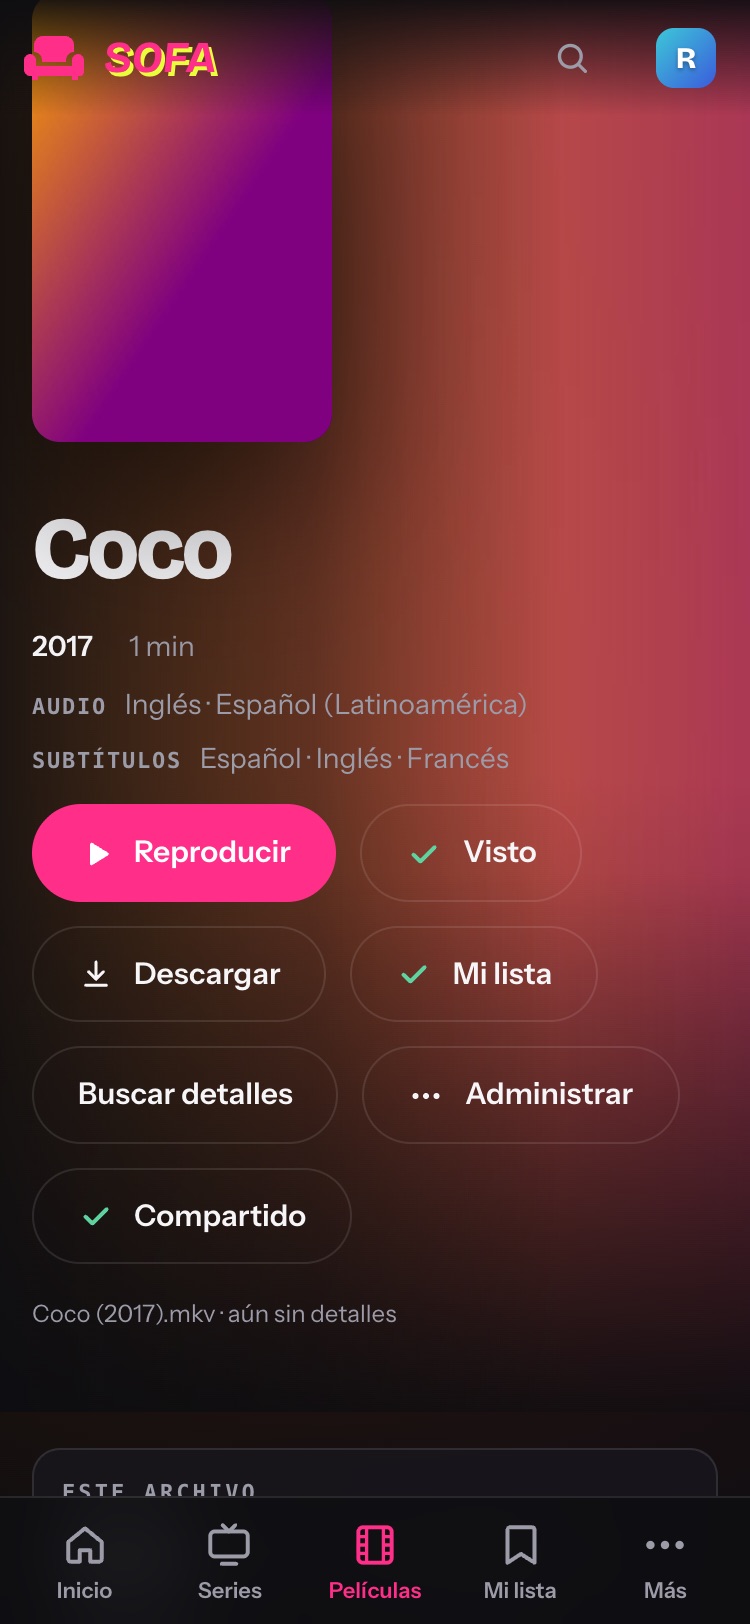 SOFA
R
Coco
2017 1 min
AUDIO Inglés · Español (Latinoamérica)
SUBTÍTULOS Español · Inglés · Francés
Reproducir
Visto
Descargar
Mi lista
Buscar detalles
Administrar
Compartido
Coco (2017).mkv · aún sin detalles
ESTE ARCHIVO
Inicio
Series
Películas
Mi lista
Más